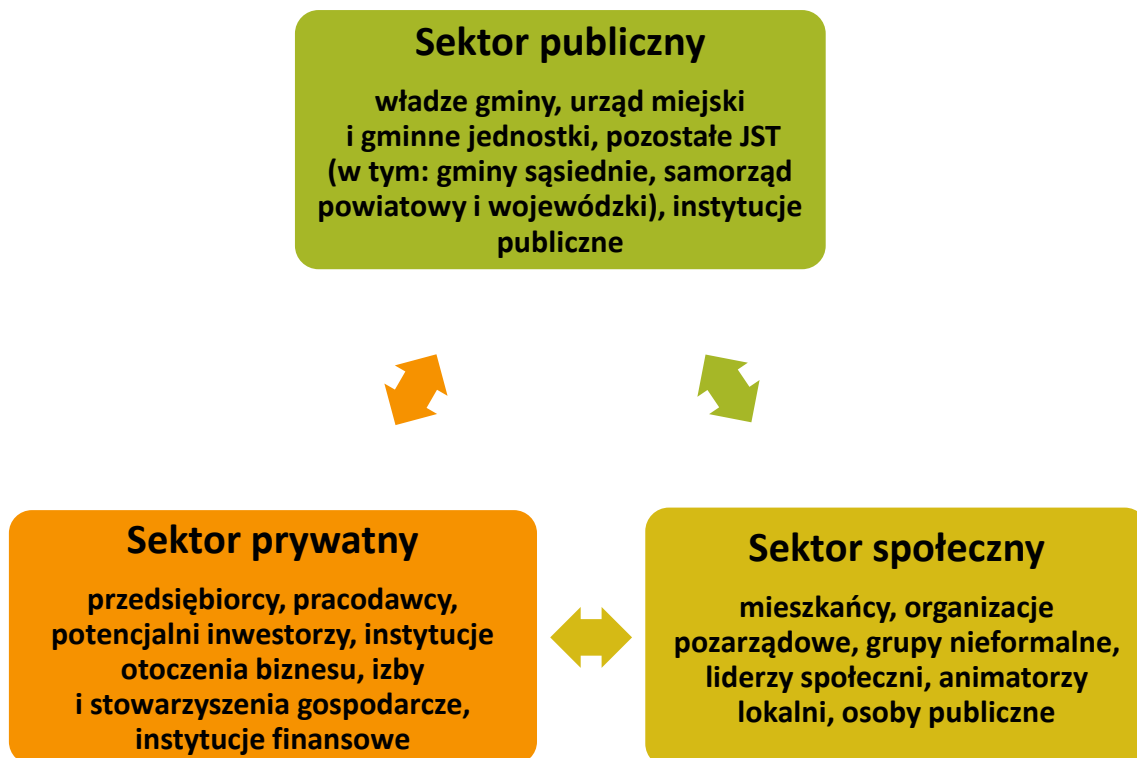 Sektor publiczny
władze gminy, urząd miejski
i gminne jednostki, pozostałe JST
(w tym: gminy sąsiednie, samorząd
powiatowy i wojewódzki), instytucje
publiczne
Sektor prywatny
przedsiębiorcy, pracodawcy,
potencjalni inwestorzy, instytucje
otoczenia biznesu, izby
i stowarzyszenia gospodarcze,
instytucje finansowe
Sektor społeczny
mieszkańcy, organizacje
pozarządowe, grupy nieformalne,
liderzy społeczni, animatorzy
lokalni, osoby publiczne